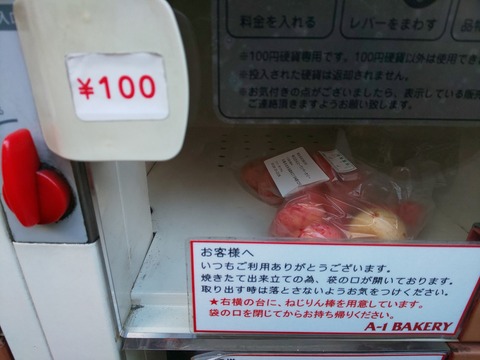 料金を入れる
レバーをまわす
※100円硬貨専用です。100円硬貨以外は使用でき
※投入された硬貨は返却されません。
※お気付きの点がございましたら、表示している販売
ご連絡頂きますようお願い致します。
¥100
お客様へ
いつもご利用ありがとうございます。
焼きたて出来立ての為、袋の口が開いております。
取り出す時は落とさないようお気をつけください。
★右横の台に、ねじりん棒を用意しています。
袋の口を閉じてからお持ち帰りください。
A-1 BAKERY